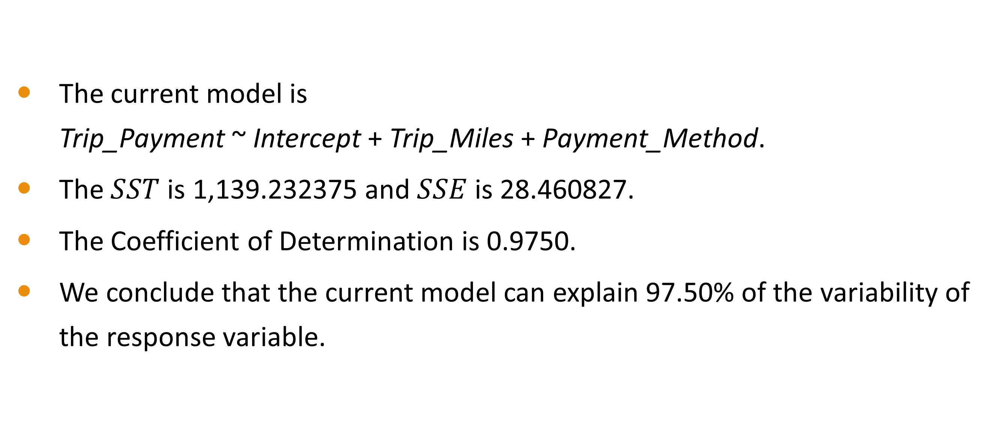 • The current model is
Trip_Payment ~ Intercept + Trip_Miles + Payment_Method.
• The SST is 1,139.232375 and SSE is 28.460827.
• The Coefficient of Determination is 0.9750.
• We conclude that the current model can explain 97.50% of the variability of
the response variable.